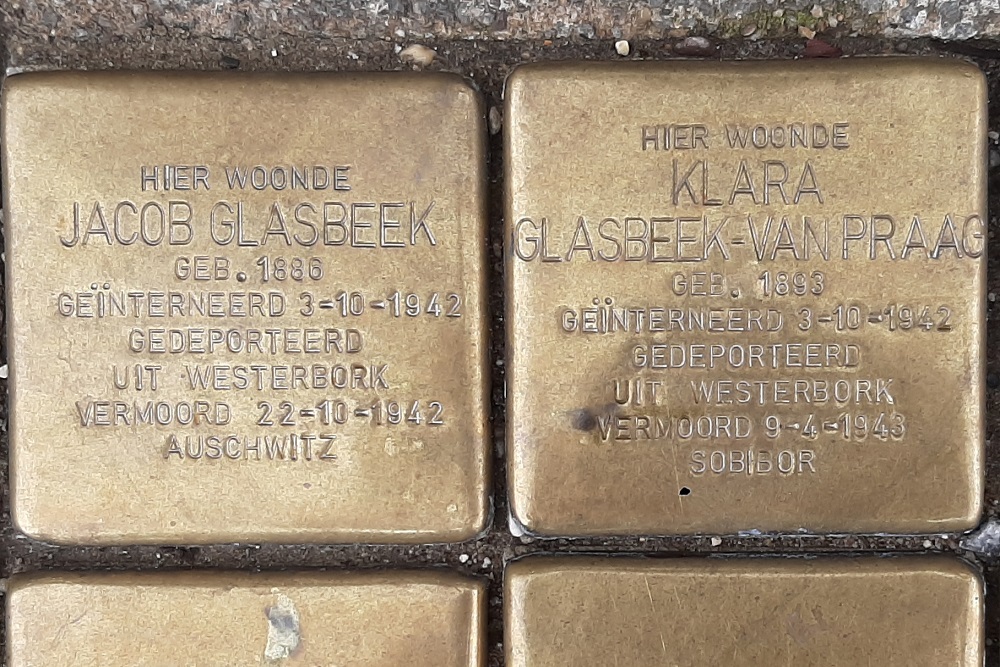 HIER WOONDE
JACOB GLASBEEK
GEB. 1886
GEÏNTERNEERD 3-10-1942
GEDEPORTEERD
UIT WESTERBORK
VERMOORD 22-10-1942
AUSCHWITZ
HIER WOONDE
KLARA
GLASBEEK-VAN PRAAG
GEB. 1893
GEÏNTERNEERD 3-10-1942
GEDEPORTEERD
UIT WESTERBORK
VERMOORD 9-4-1943
SOBIBOR